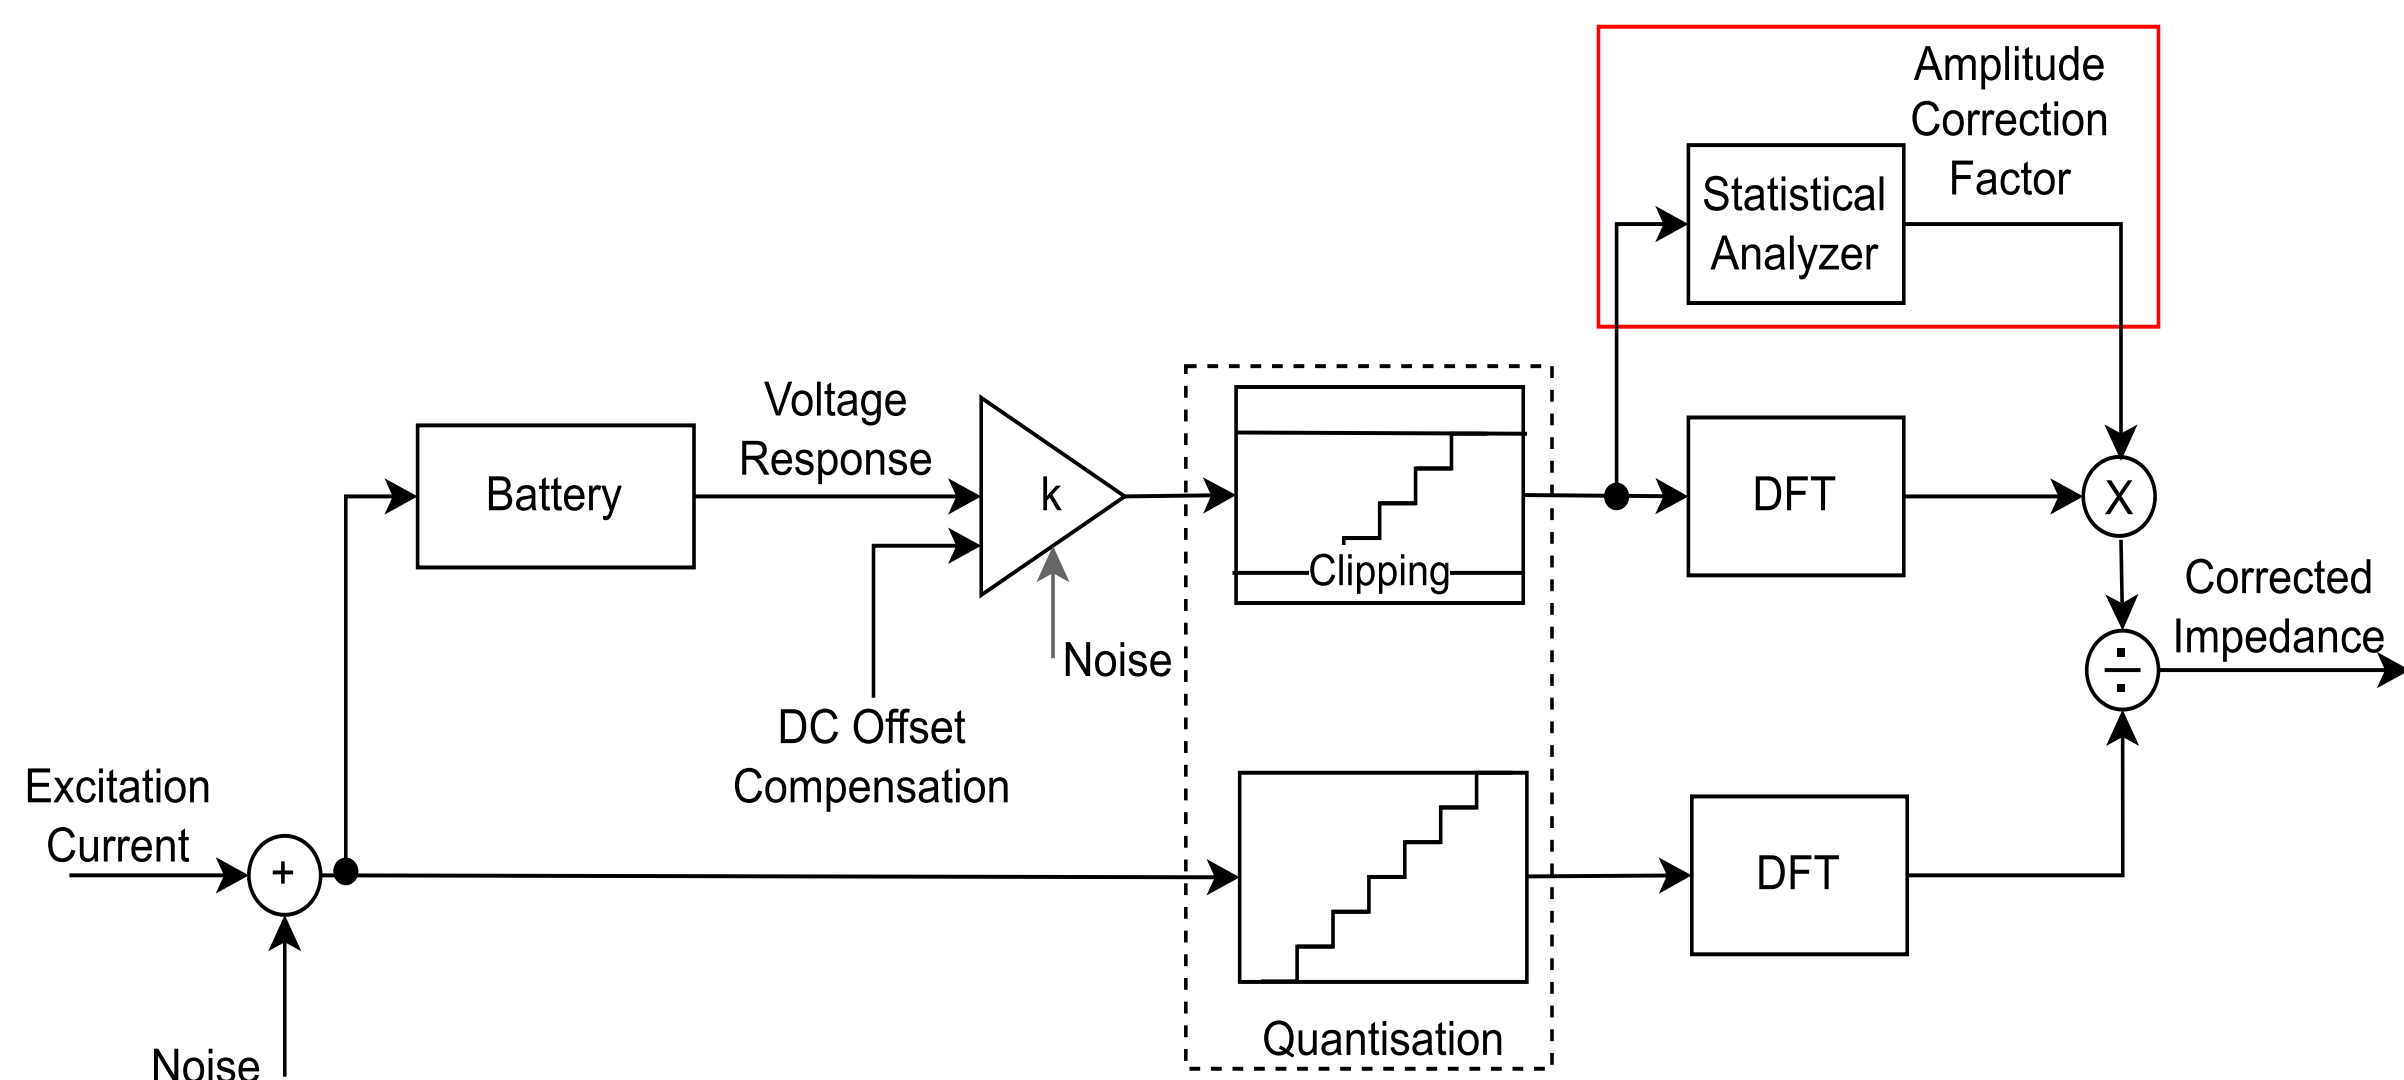 Amplitude
Correction
Factor
Statistical
Analyzer
Voltage
Response
Battery
k
Clipping
DFT
X
Noise
DC Offset
Compensation
Corrected
Impedance
÷
Excitation
Current
+
DFT
Quantisation
Noise